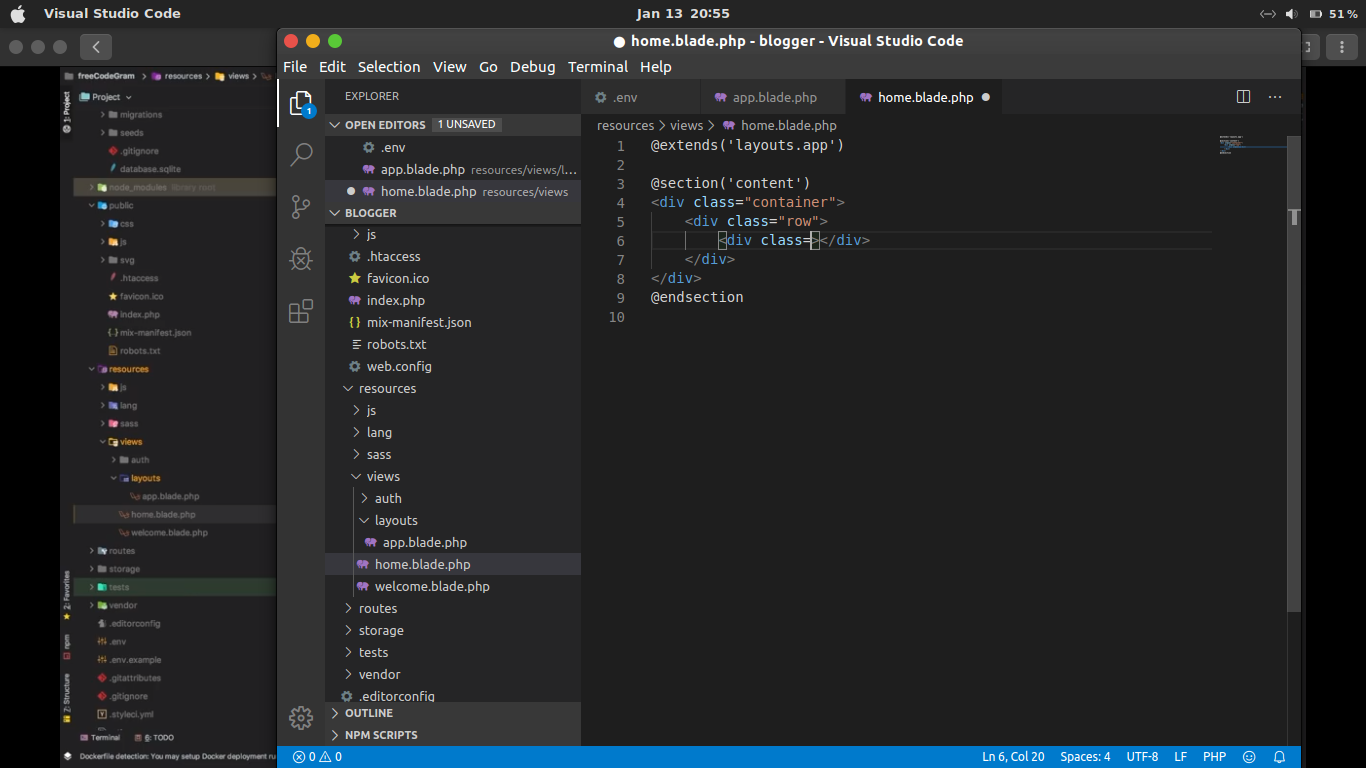 Visual Studio Code
Jan 13 20:55
51 %
freeCodeGram > resources > views >
1: Project
Project
migrations
seeds
.gitignore
database.sqlite
node_modules library root
public
css
js
svg
.htaccess
favicon.ico
index.php
mix-manifest.json
robots.txt
resources
js
lang
sass
views
auth
layouts
app.blade.php
home.blade.php
welcome.blade.php
routes
storage
tests
vendor
.editorconfig
.env
.env.example
.gitattributes
.gitignore
.styleci.yml
2: Favorites
npm
Z: Structure
Terminal
6: TODO
Dockerfile detection: You may setup Docker deployment ru
home.blade.php - blogger - Visual Studio Code
File Edit Selection View Go Debug Terminal Help
1
EXPLORER
OPEN EDITORS 1 UNSAVED
.env
app.blade.php resources/views/l...
home.blade.php resources/views
BLOGGER
js
.htaccess
favicon.ico
index.php
mix-manifest.json
robots.txt
web.config
resources
js
lang
sass
views
auth
layouts
app.blade.php
home.blade.php
welcome.blade.php
routes
storage
tests
vendor
.editorconfig
OUTLINE
NPM SCRIPTS
.env app.blade.php home.blade.php
resources > views > home.blade.php
1 @extends('layouts.app')
2
3 @section('content')
4 <div class="container">
5 <div class="row">
6 <div class=></div>
7 </div>
8 </div>
9 @endsection
10
0 0
Ln 6, Col 20 Spaces: 4 UTF-8 LF PHP